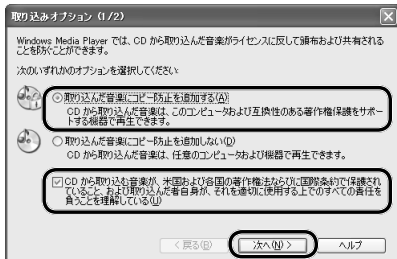 取り込みオプション (1/2)
Windows Media Player では、CD から取り込んだ音楽がライセンスに反して頒布および共有される
ことを防ぐことができます。
次のいずれかのオプションを選択してください:
取り込んだ音楽にコピー防止を追加する(A)
CD から取り込んだ音楽は、このコンピュータおよび互換性のある著作権保護をサポー
トする機器で再生できます。
取り込んだ音楽にコピー防止を追加しない(D)
CD から取り込んだ音楽は、任意のコンピュータおよび機器で再生できます。
CD から取り込む音楽が、米国および各国の著作権法ならびに国際条約で保護され
ていること、および取り込んだ者自身が、それを適切に使用する上でのすべての責任を
負うことを理解している(U)
< 戻る(B)
次へ(N) >
ヘルプ